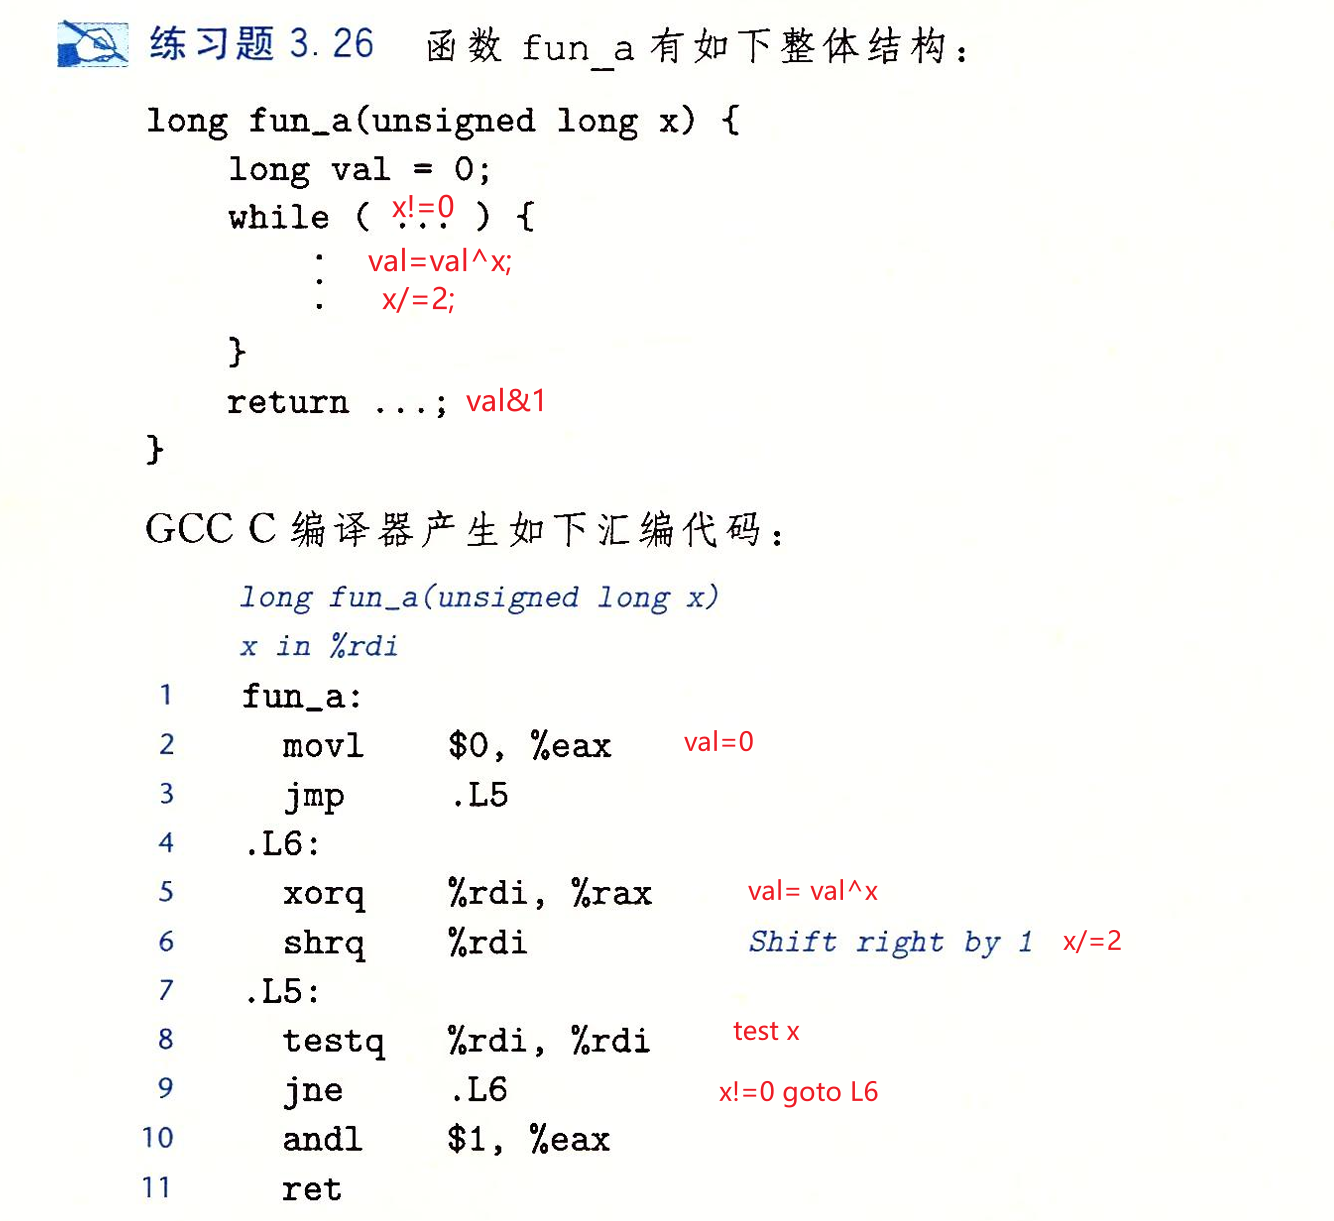 练习题 3.26 函数 fun_a 有如下整体结构：
long fun_a(unsigned long x) {
long val = 0;
while ( ... ) { x!=0
. val=val^x;
. x/=2;
.
}
return ...; val&1
}
GCC C 编译器产生如下汇编代码：
long fun_a(unsigned long x)
x in %rdi
1 fun_a:
2 movl $0, %eax val=0
3 jmp .L5
4 .L6:
5 xorq %rdi, %rax val= val^x
6 shrq %rdi Shift right by 1 x/=2
7 .L5:
8 testq %rdi, %rdi test x
9 jne .L6 x!=0 goto L6
10 andl $1, %eax
11 ret